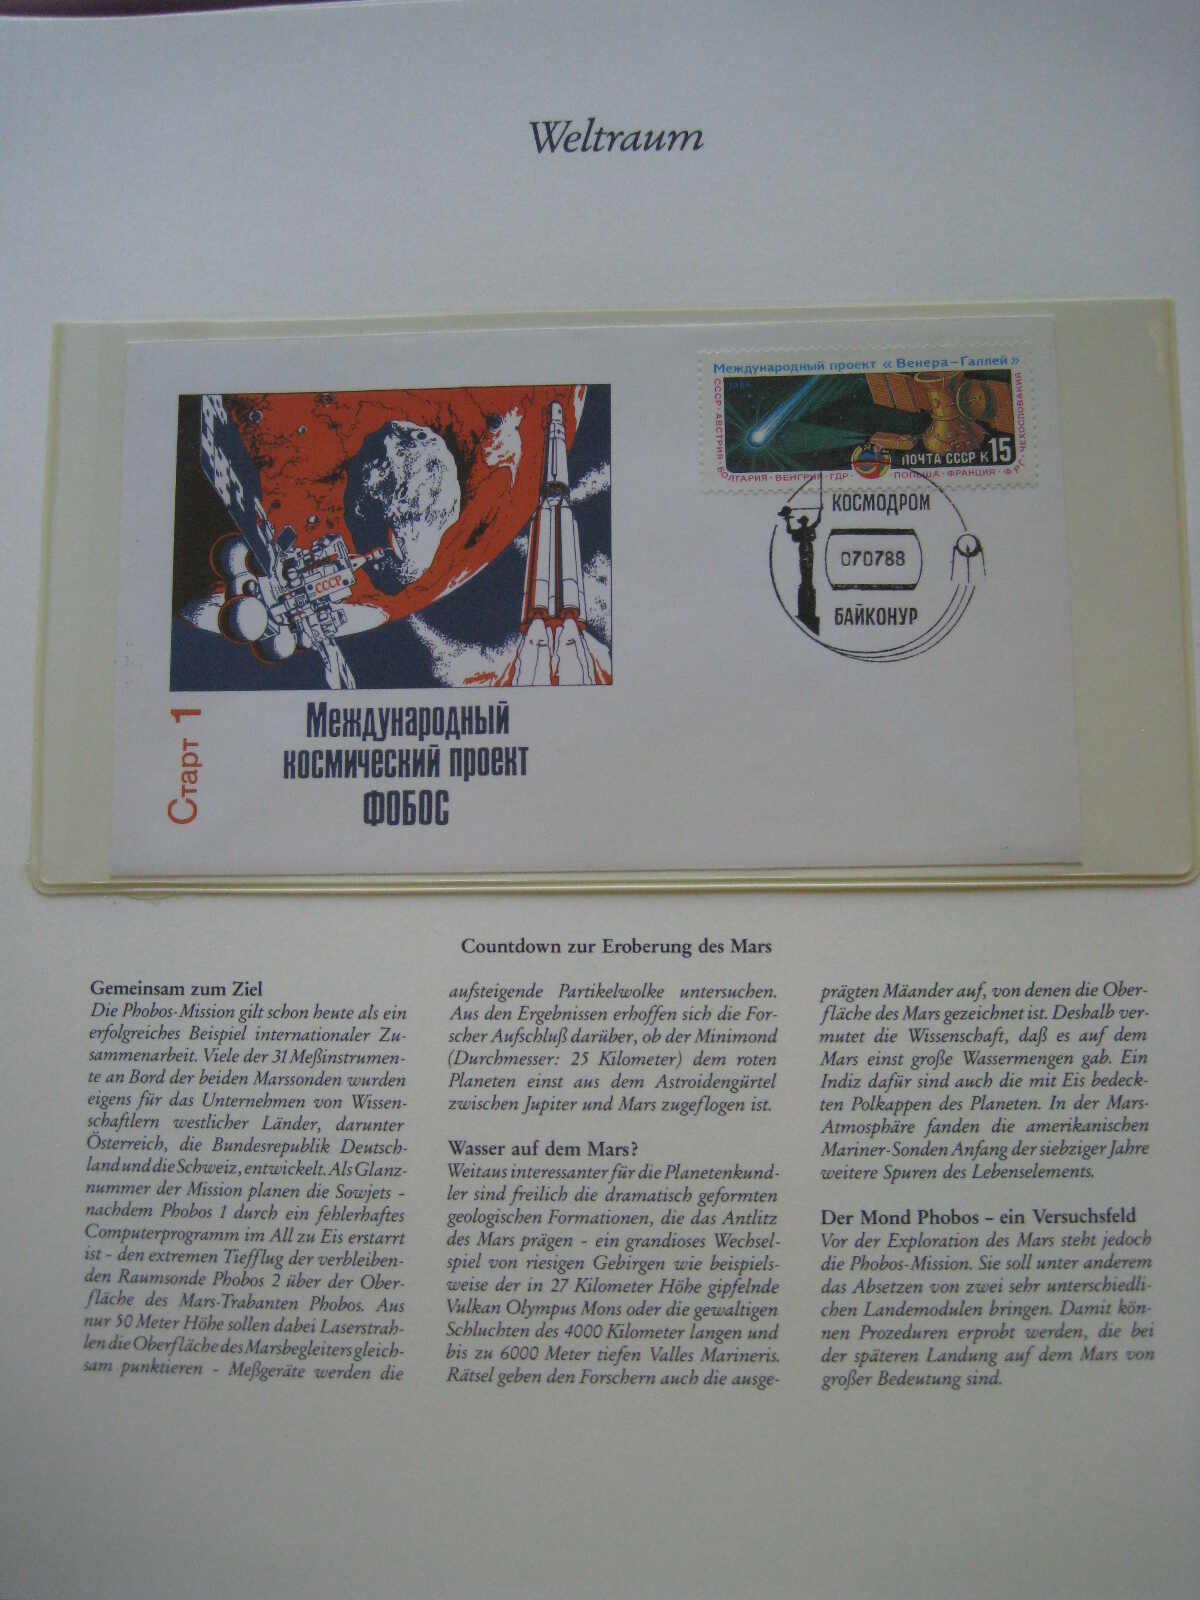 Weltraum
Международный проект «Венера-Галлей»
СССР · АВСТРИЯ · БОЛГАРИЯ · ВЕНГРИЯ · ГДР · ПОЛЬША · ФРАНЦИЯ · Ф.Р.Г. · ЧЕХОСЛОВАКИЯ
ПОЧТА СССР К 15
КОСМОДРОМ
070788
БАЙКОНУР
СССР
Старт 1
Международный
космический проект
ФОБОС
Countdown zur Eroberung des Mars
Gemeinsam zum Ziel
Die Phobos-Mission gilt schon heute als ein
erfolgreiches Beispiel internationaler Zu-
sammenarbeit. Viele der 31 Meßinstrumen-
te an Bord der beiden Marssonden wurden
eigens für das Unternehmen von Wissen-
schaftlern westlicher Länder, darunter
Österreich, die Bundesrepublik Deutsch-
land und die Schweiz, entwickelt. Als Glanz-
nummer der Mission planen die Sowjets -
nachdem Phobos 1 durch ein fehlerhaftes
Computerprogramm im All zu Eis erstarrt
ist - den extremen Tiefflug der verbleiben-
den Raumsonde Phobos 2 über der Ober-
fläche des Mars-Trabanten Phobos. Aus
nur 50 Meter Höhe sollen dabei Laserstrah-
len die Oberfläche des Marsbegleiters gleich-
sam punktieren - Meßgeräte werden die
aufsteigende Partikelwolke untersuchen.
Aus den Ergebnissen erhoffen sich die For-
scher Aufschluß darüber, ob der Minimond
(Durchmesser: 25 Kilometer) dem roten
Planeten einst aus dem Astroidengürtel
zwischen Jupiter und Mars zugeflogen ist.
Wasser auf dem Mars?
Weitaus interessanter für die Planetenkund-
ler sind freilich die dramatisch geformten
geologischen Formationen, die das Antlitz
des Mars prägen - ein grandioses Wechsel-
spiel von riesigen Gebirgen wie beispiels-
weise der in 27 Kilometer Höhe gipfelnde
Vulkan Olympus Mons oder die gewaltigen
Schluchten des 4000 Kilometer langen und
bis zu 6000 Meter tiefen Valles Marineris.
Rätsel geben den Forschern auch die ausge-
prägten Mäander auf, von denen die Ober-
fläche des Mars gezeichnet ist. Deshalb ver-
mutet die Wissenschaft, daß es auf dem
Mars einst große Wassermengen gab. Ein
Indiz dafür sind auch die mit Eis bedeck-
ten Polkappen des Planeten. In der Mars-
Atmosphäre fanden die amerikanischen
Mariner-Sonden Anfang der siebziger Jahre
weitere Spuren des Lebenselements.
Der Mond Phobos – ein Versuchsfeld
Vor der Exploration des Mars steht jedoch
die Phobos-Mission. Sie soll unter anderem
das Absetzen von zwei sehr unterschiedli-
chen Landemodulen bringen. Damit kön-
nen Prozeduren erprobt werden, die bei
der späteren Landung auf dem Mars von
großer Bedeutung sind.